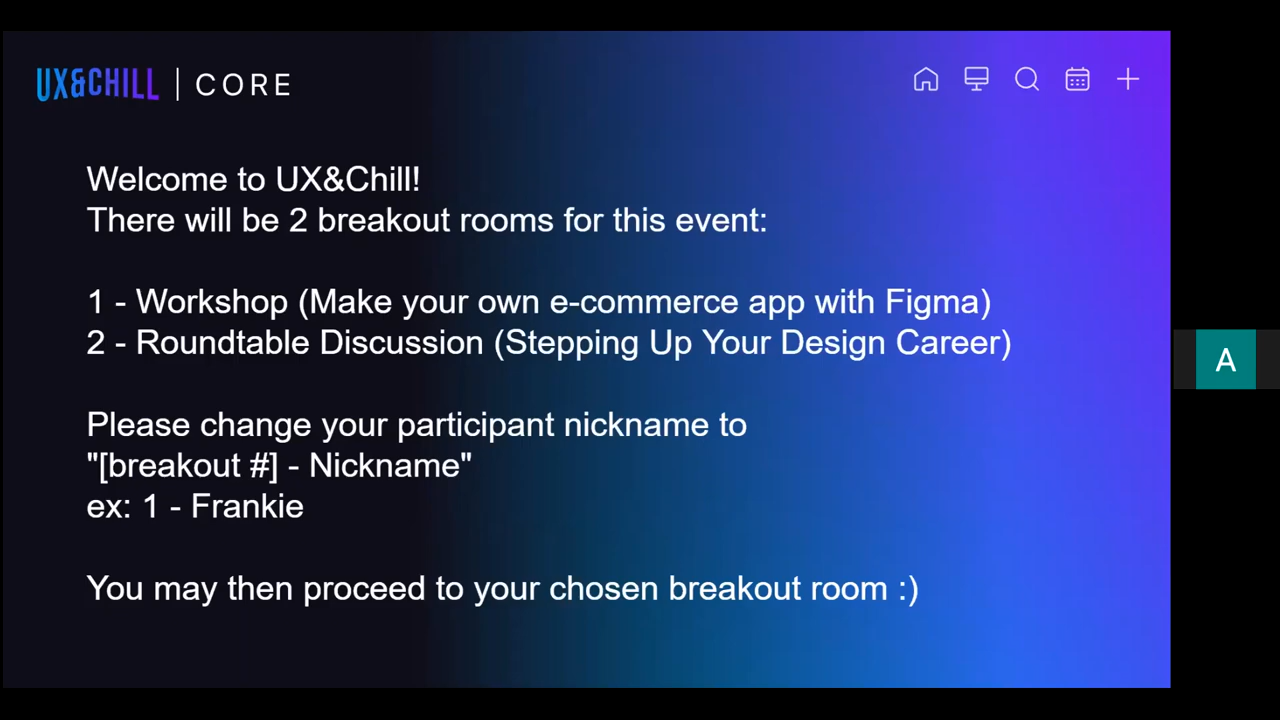 UX&CHILL | CORE
Welcome to UX&Chill!
There will be 2 breakout rooms for this event:
1 - Workshop (Make your own e-commerce app with Figma)
2 - Roundtable Discussion (Stepping Up Your Design Career)
Please change your participant nickname to
"[breakout #] - Nickname"
ex: 1 - Frankie
You may then proceed to your chosen breakout room :)
A